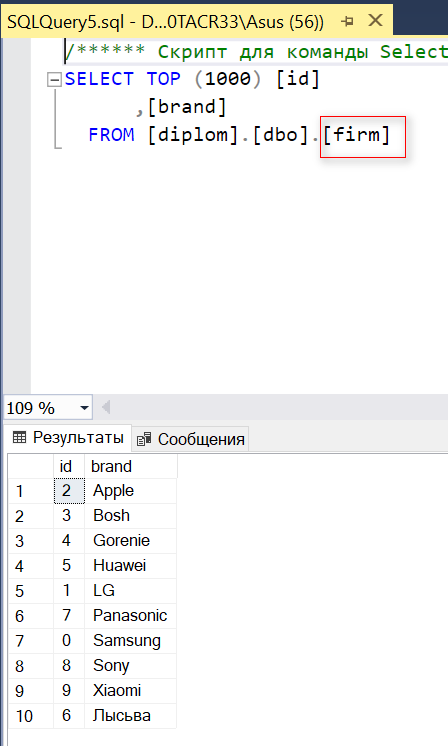 SQLQuery5.sql - D...0TACR33\Asus (56))
/****** Скрипт для команды Select
SELECT TOP (1000) [id]
,[brand]
FROM [diplom].[dbo].[firm]
109 %
Результаты Сообщения
id brand
1 2 Apple
2 3 Bosh
3 4 Gorenie
4 5 Huawei
5 1 LG
6 7 Panasonic
7 0 Samsung
8 8 Sony
9 9 Xiaomi
10 6 Лысьва